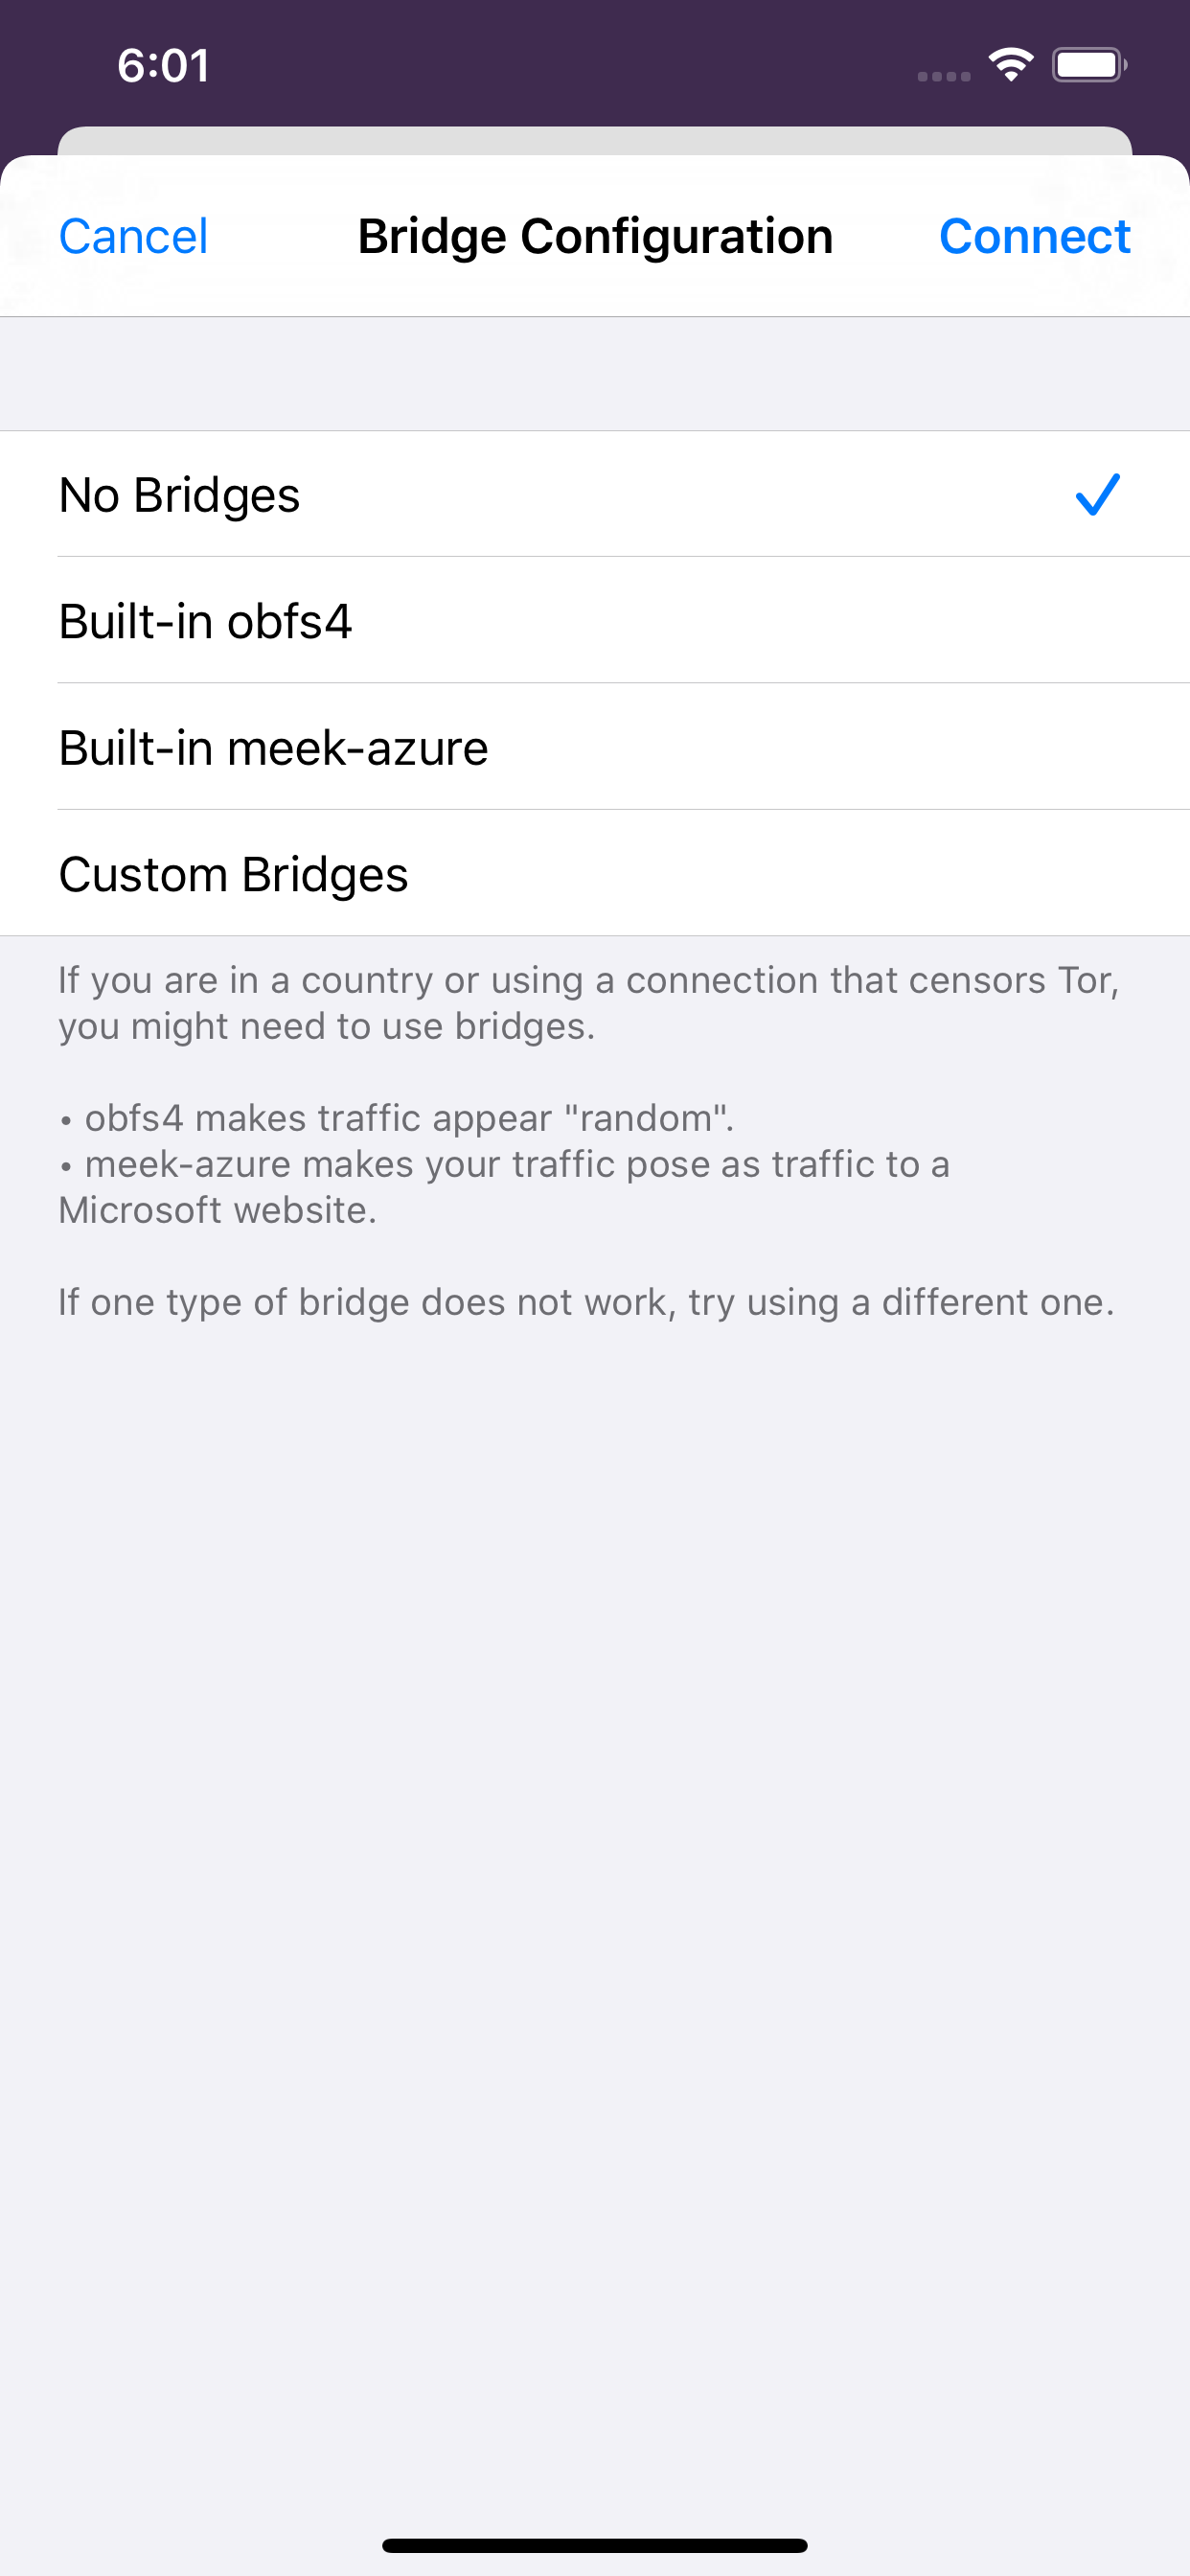 6:01
Cancel Bridge Configuration Connect
No Bridges
Built-in obfs4
Built-in meek-azure
Custom Bridges
If you are in a country or using a connection that censors Tor,
you might need to use bridges.
• obfs4 makes traffic appear "random".
• meek-azure makes your traffic pose as traffic to a
Microsoft website.
If one type of bridge does not work, try using a different one.